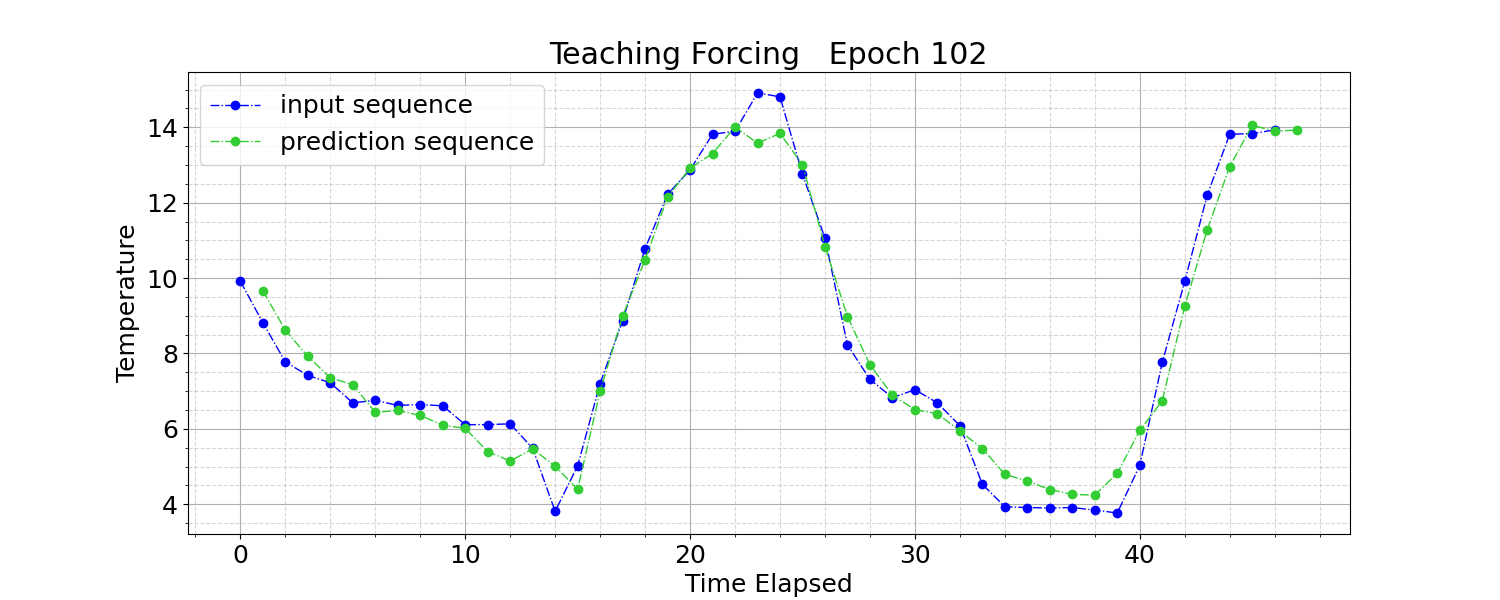 Teaching Forcing   Epoch 102
input sequence
prediction sequence
14
12
10
8
6
4
Temperature
0 10 20 30 40
Time Elapsed